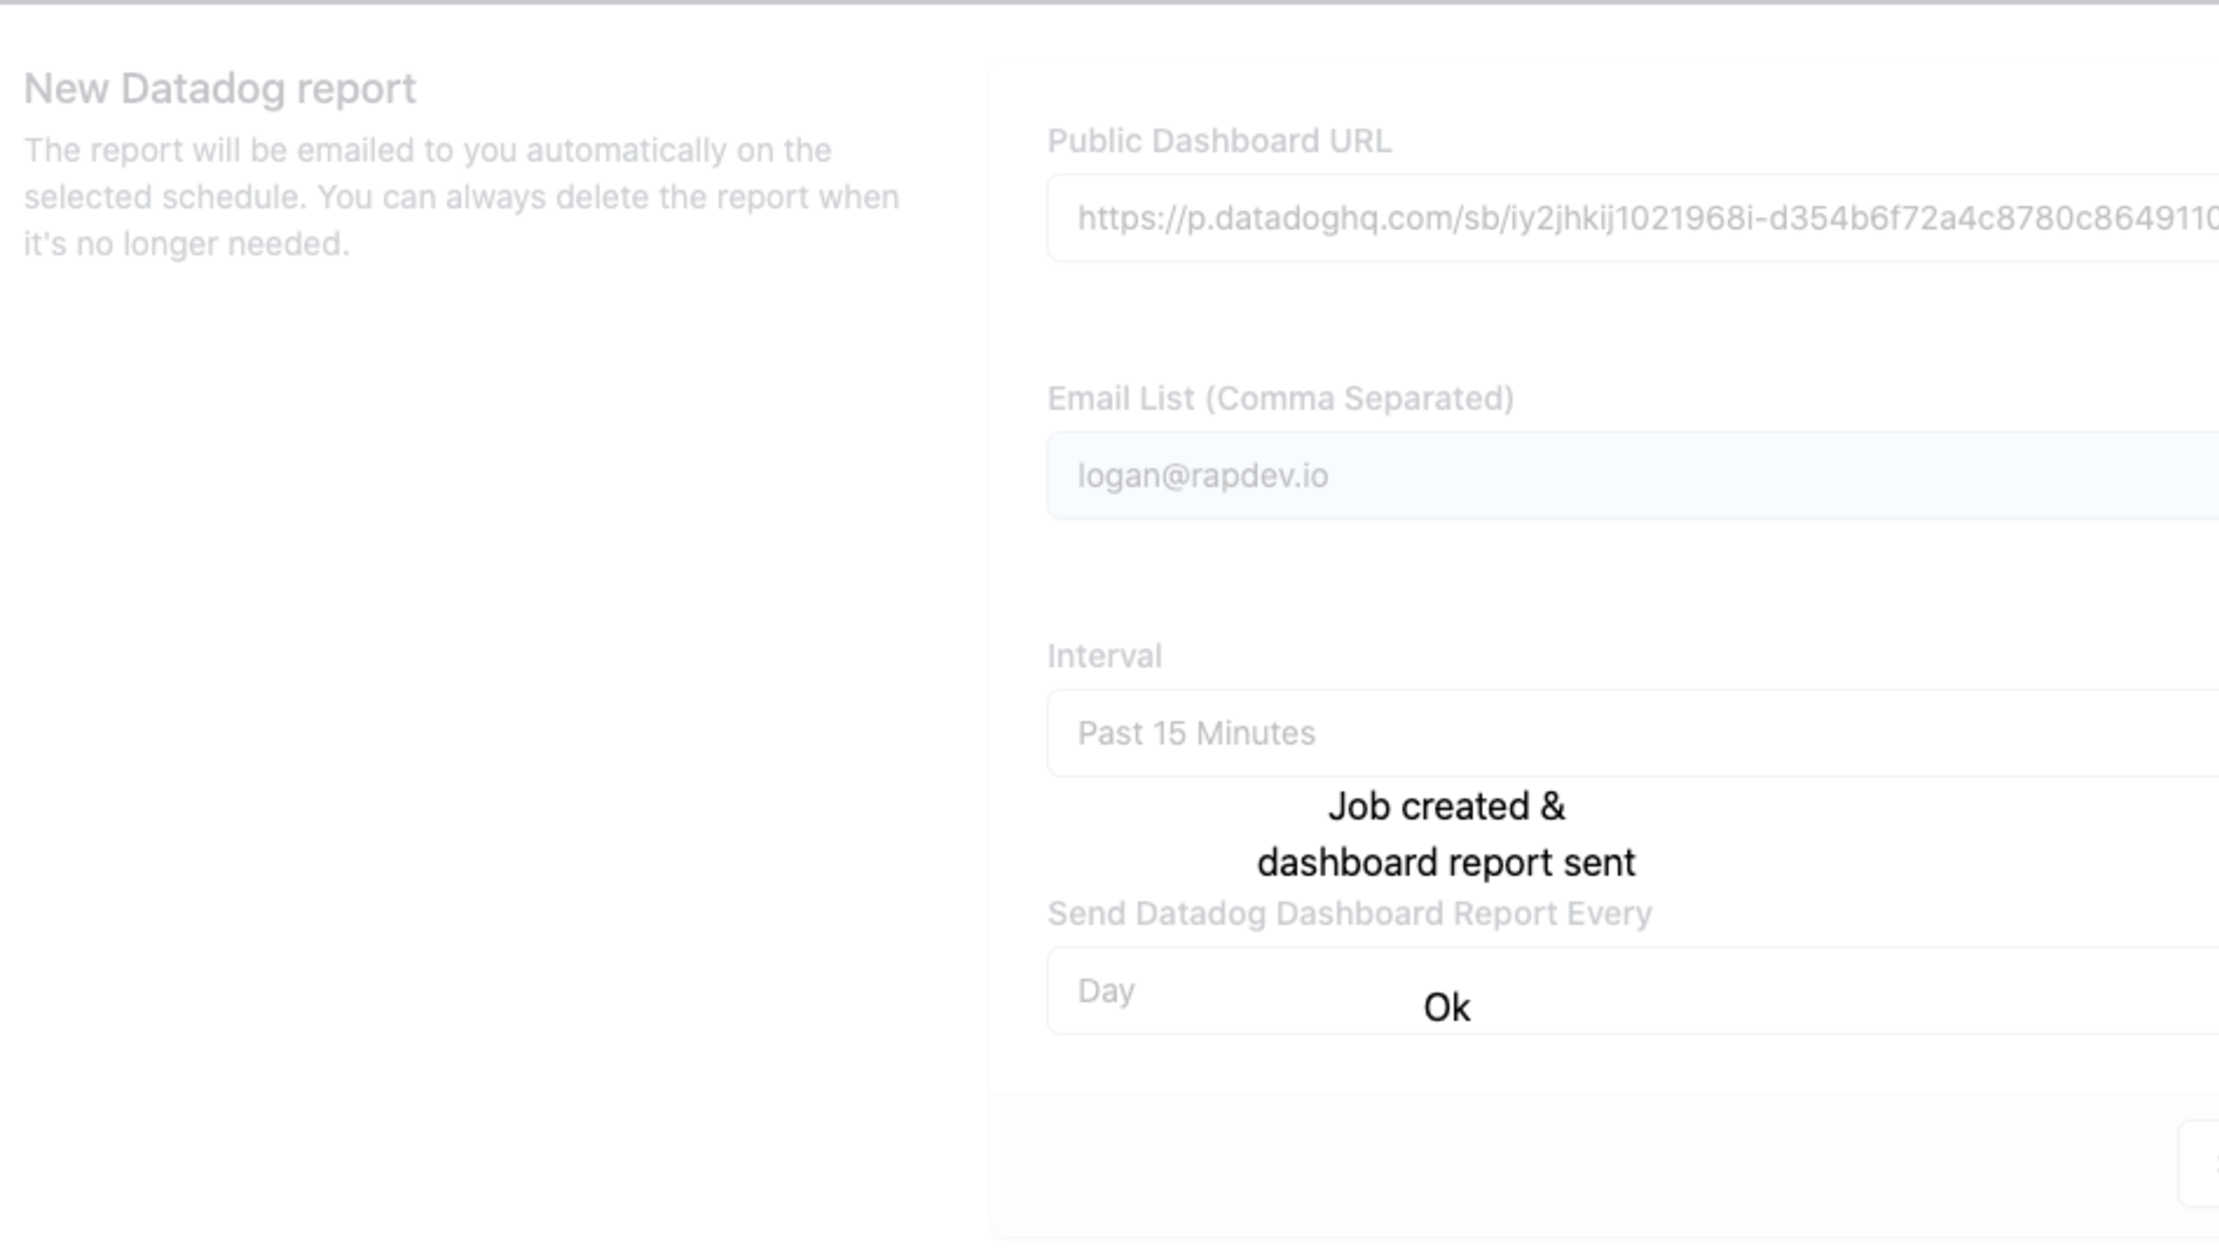 New Datadog report
The report will be emailed to you automatically on the
selected schedule. You can always delete the report when
it's no longer needed.
Public Dashboard URL
https://p.datadoghq.com/sb/iy2jhkij1021968i-d354b6f72a4c8780c8649110
Email List (Comma Separated)
logan@rapdev.io
Interval
Past 15 Minutes
Job created &
dashboard report sent
Send Datadog Dashboard Report Every
Day
Ok